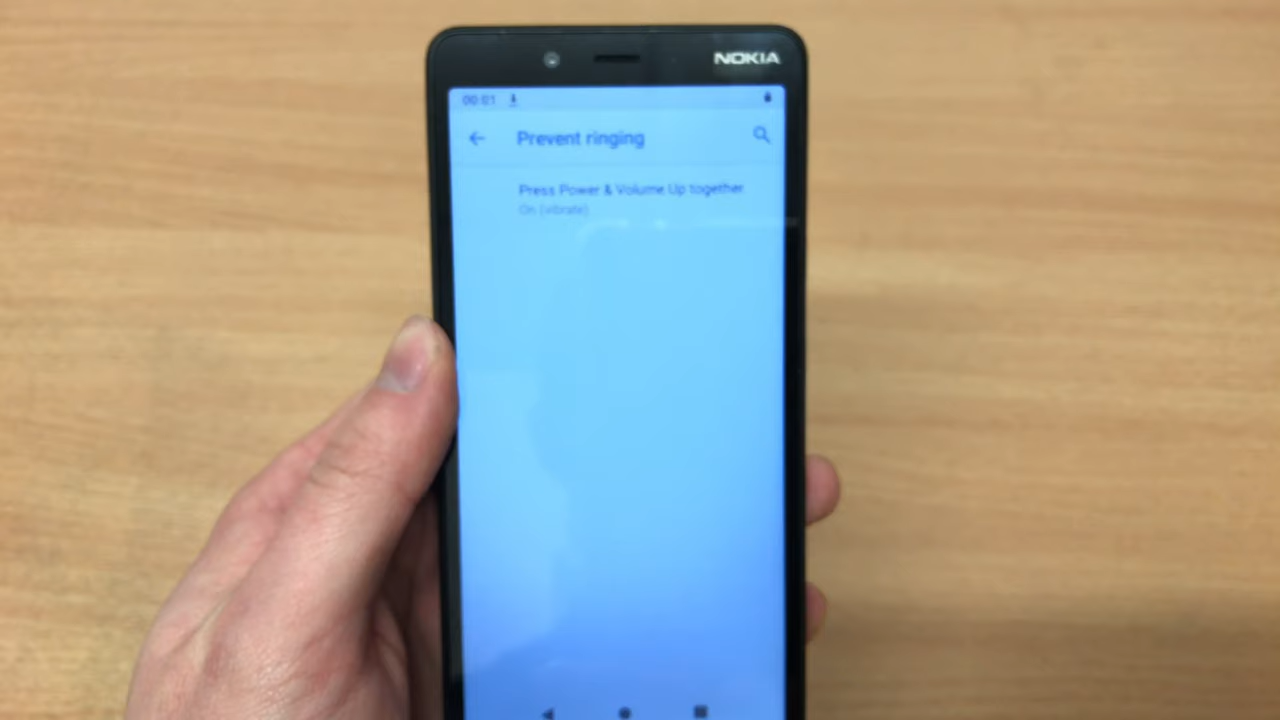 NOKIA
00:01
Prevent ringing
Press Power & Volume Up together
On (vibrate)